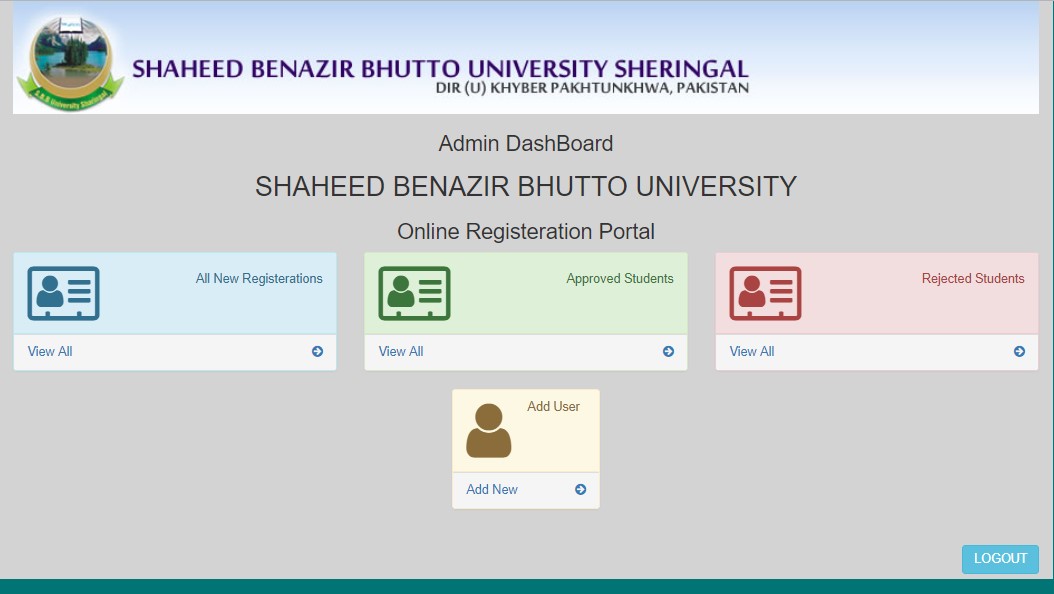 SHAHEED BENAZIR BHUTTO UNIVERSITY SHERINGAL
DIR (U) KHYBER PAKHTUNKHWA, PAKISTAN
S.B.B University Sheringal
Admin DashBoard
SHAHEED BENAZIR BHUTTO UNIVERSITY
Online Registeration Portal
All New Registerations
View All
Approved Students
View All
Rejected Students
View All
Add User
Add New
LOGOUT